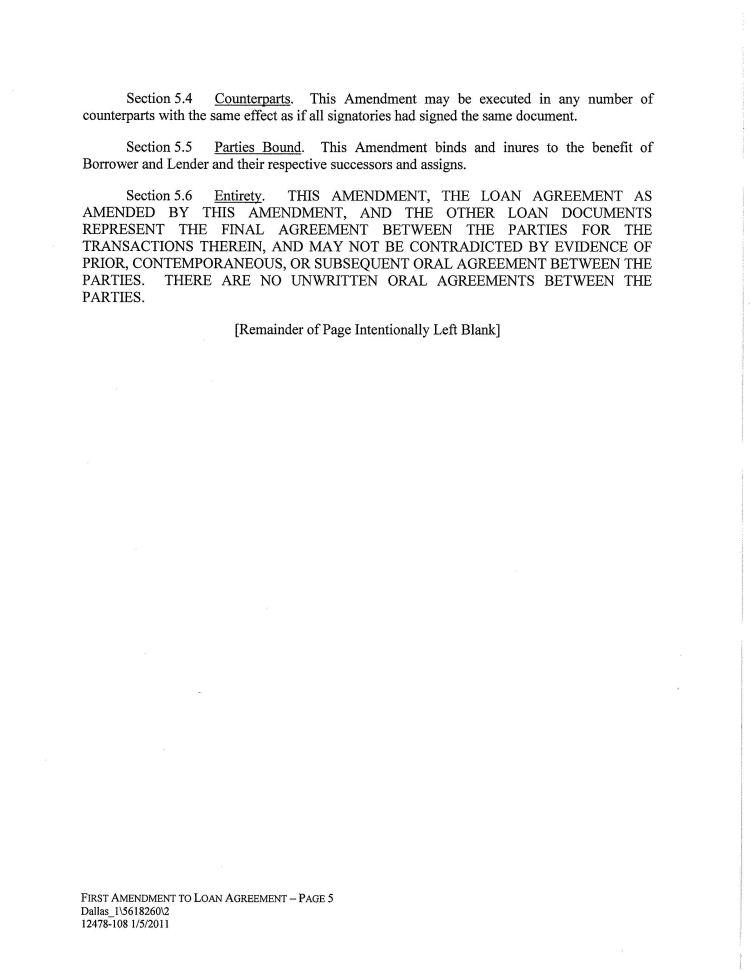 Section 5.4 Counterparts. This Amendment may be executed in any number of
counterparts with the same effect as if all signatories had signed the same document.
Section 5.5 Parties Bound. This Amendment binds and inures to the benefit of
Borrower and Lender and their respective successors and assigns.
Section 5.6 Entirety. THIS AMENDMENT, THE LOAN AGREEMENT AS
AMENDED BY THIS AMENDMENT, AND THE OTHER LOAN DOCUMENTS
REPRESENT THE FINAL AGREEMENT BETWEEN THE PARTIES FOR THE
TRANSACTIONS THEREIN, AND MAY NOT BE CONTRADICTED BY EVIDENCE OF
PRIOR, CONTEMPORANEOUS, OR SUBSEQUENT ORAL AGREEMENT BETWEEN THE
PARTIES. THERE ARE NO UNWRITTEN ORAL AGREEMENTS BETWEEN THE
PARTIES.
[Remainder of Page Intentionally Left Blank]
FIRST AMENDMENT TO LOAN AGREEMENT – PAGE 5
Dallas_1\5618260\2
12478-108 1/5/2011